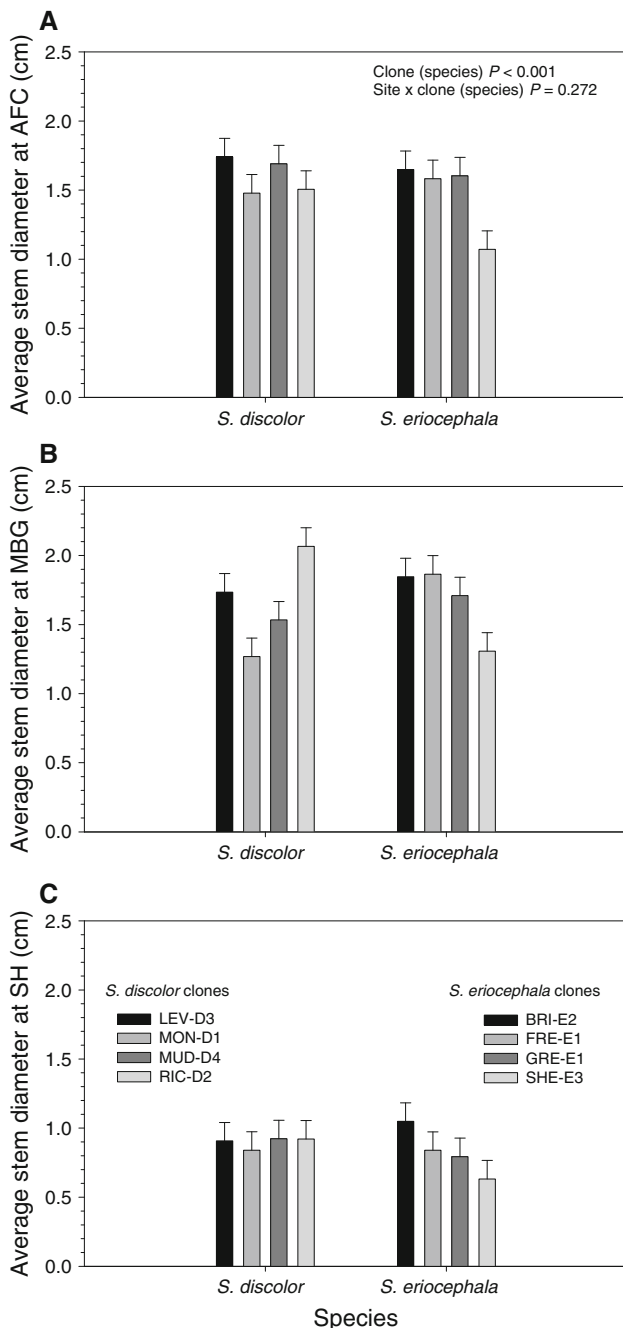 A
Average stem diameter at AFC (cm)
2.5
2.0
1.5
1.0
0.5
0.0
Clone (species) P < 0.001
Site x clone (species) P = 0.272
S. discolor
S. eriocephala
B
Average stem diameter at MBG (cm)
2.5
2.0
1.5
1.0
0.5
0.0
S. discolor
S. eriocephala
C
Average stem diameter at SH (cm)
2.5
2.0
1.5
1.0
0.5
0.0
S. discolor clones
LEV-D3
MON-D1
MUD-D4
RIC-D2
S. eriocephala clones
BRI-E2
FRE-E1
GRE-E1
SHE-E3
S. discolor
S. eriocephala
Species